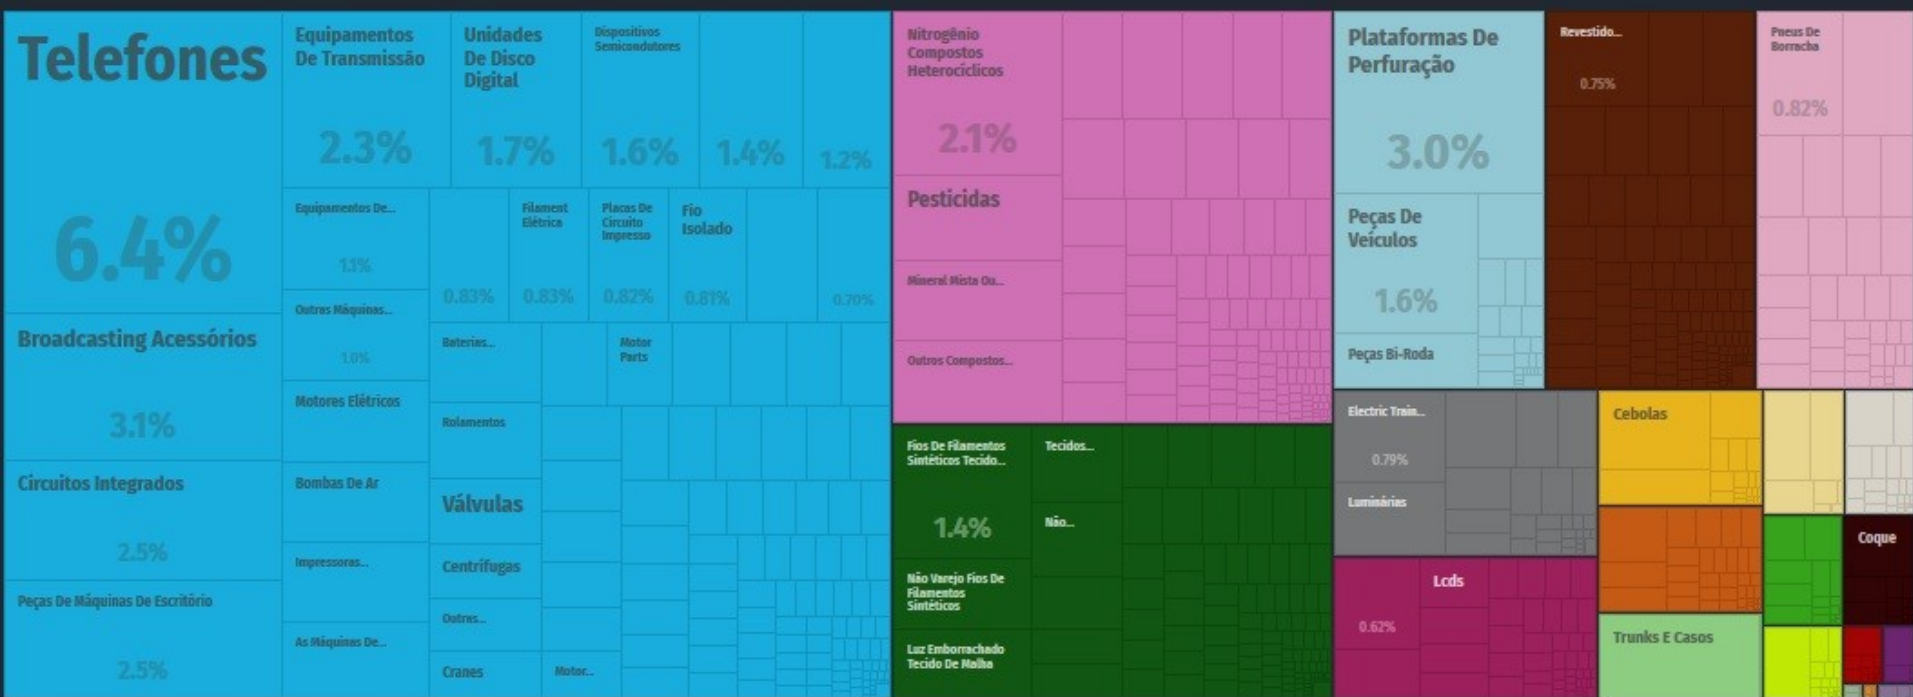 Telefones
6.4%
Broadcasting Acessórios
3.1%
Circuitos Integrados
2.5%
Peças De Máquinas De Escritório
2.5%
Equipamentos
De Transmissão
2.3%
Unidades
De Disco
Digital
1.7%
Dispositivos
Semicondutores
1.6%
1.4%
1.2%
Equipamentos De...
1.1%
Outras Máquinas...
1.0%
Motores Elétricos
Bombas De Ar
Impressoras...
As Máquinas De...
0.83%
Filament
Elétrica
0.83%
Placas De
Circuito
Impresso
0.82%
Fio
Isolado
0.81%
0.70%
Baterias...
Motor
Parts
Rolamentos
Válvulas
Centrífugas
Outras...
Cranes
Motor...
Nitrogênio
Compostos
Heterocíclicos
2.1%
Pesticidas
Mineral Mista Ou...
Outros Compostos...
Fios De Filamentos
Sintéticos Tecido...
1.4%
Não Varejo Fios De
Filamentos
Sintéticos
Luz Emborrachado
Tecido De Malha
Tecidos...
Não...
Plataformas De
Perfuração
3.0%
Peças De
Veículos
1.6%
Peças Bi-Roda
Revestido...
0.75%
Pneus De
Borracha
0.82%
Electric Train...
0.79%
Luminárias
Lcds
0.62%
Cebolas
Trunks E Casos
Coque